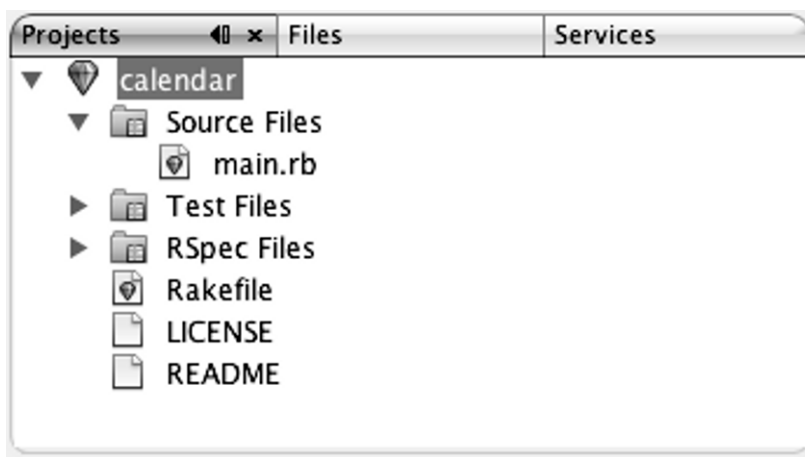 Projects Files Services
calendar
Source Files
main.rb
Test Files
RSpec Files
Rakefile
LICENSE
README